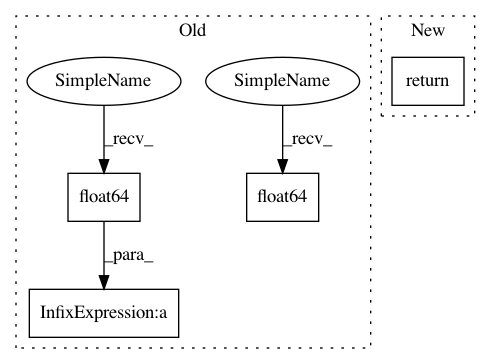 Old
New
SimpleName
SimpleName
return
_recv_
_recv_
float64
float64
_para_
InfixExpression:a